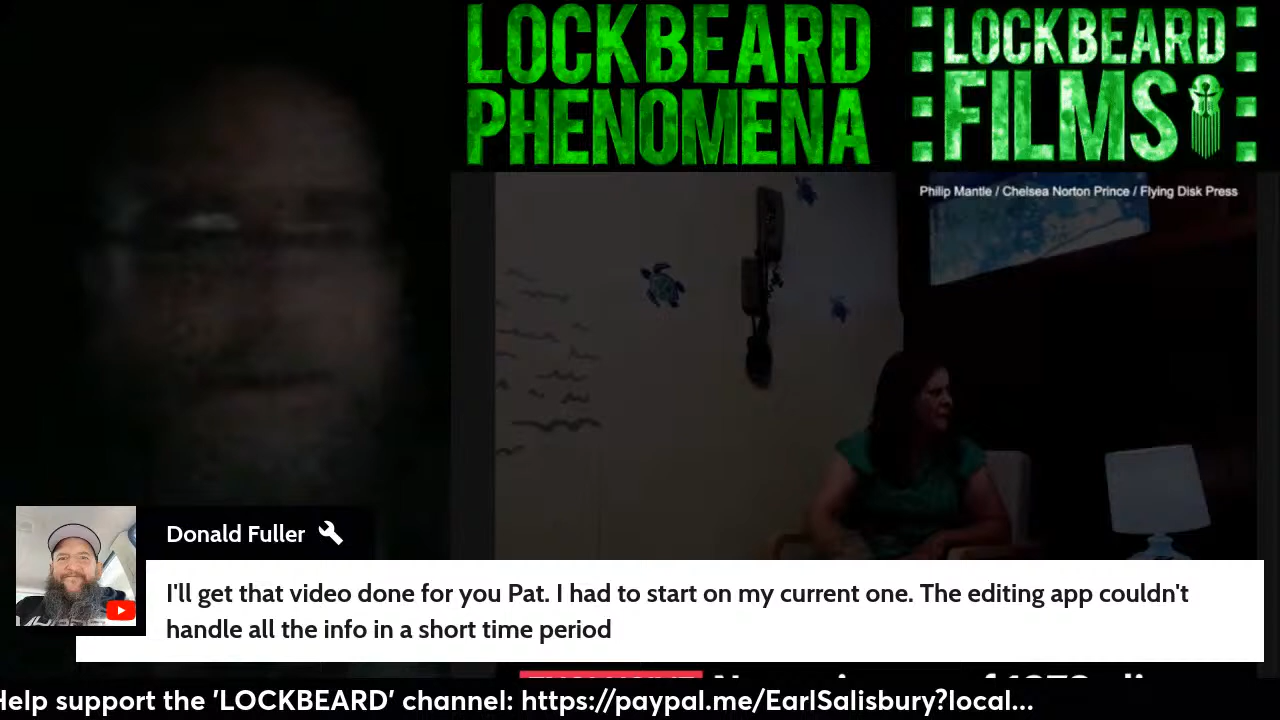 LOCKBEARD
PHENOMENA
LOCKBEARD
FILMS
Philip Mantle / Chelsea Norton Prince / Flying Disk Press
Donald Fuller
I'll get that video done for you Pat. I had to start on my current one. The editing app couldn't
handle all the info in a short time period
Help support the 'LOCKBEARD' channel: https://paypal.me/EarlSalisbury?local...